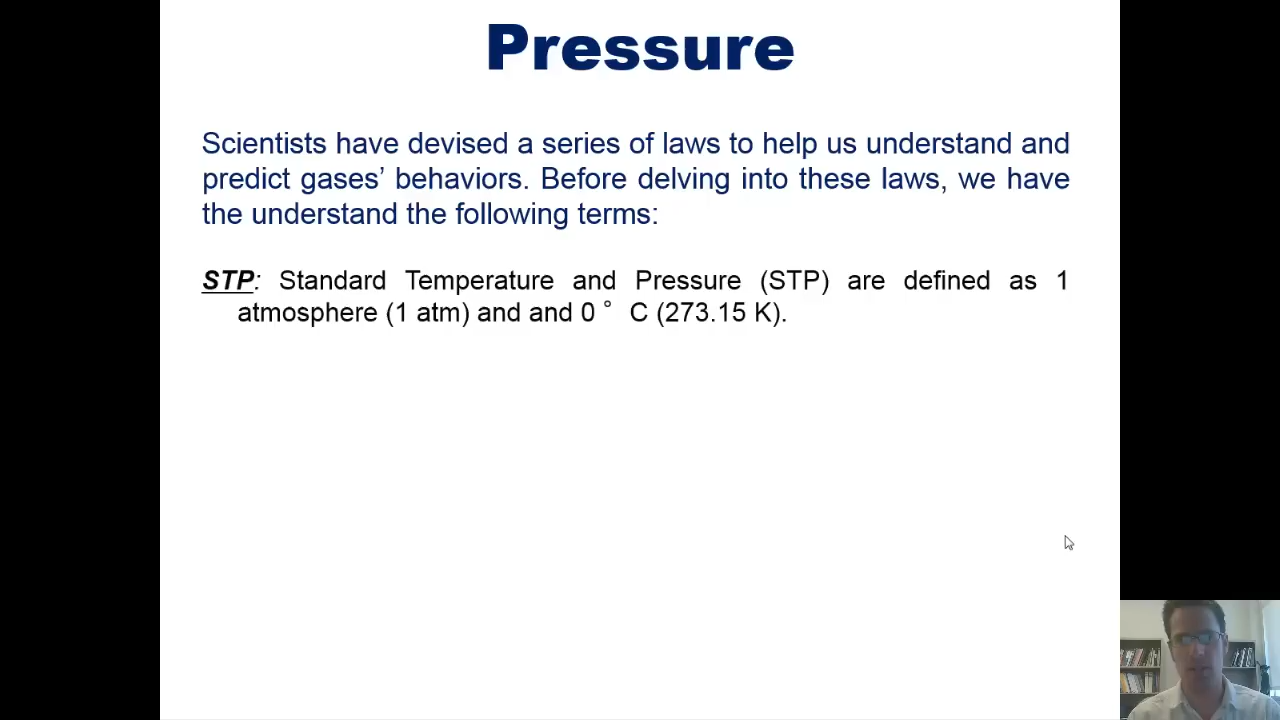 Pressure
Scientists have devised a series of laws to help us understand and
predict gases’ behaviors. Before delving into these laws, we have
the understand the following terms:
STP: Standard Temperature and Pressure (STP) are defined as 1
atmosphere (1 atm) and and 0 ° C (273.15 K).